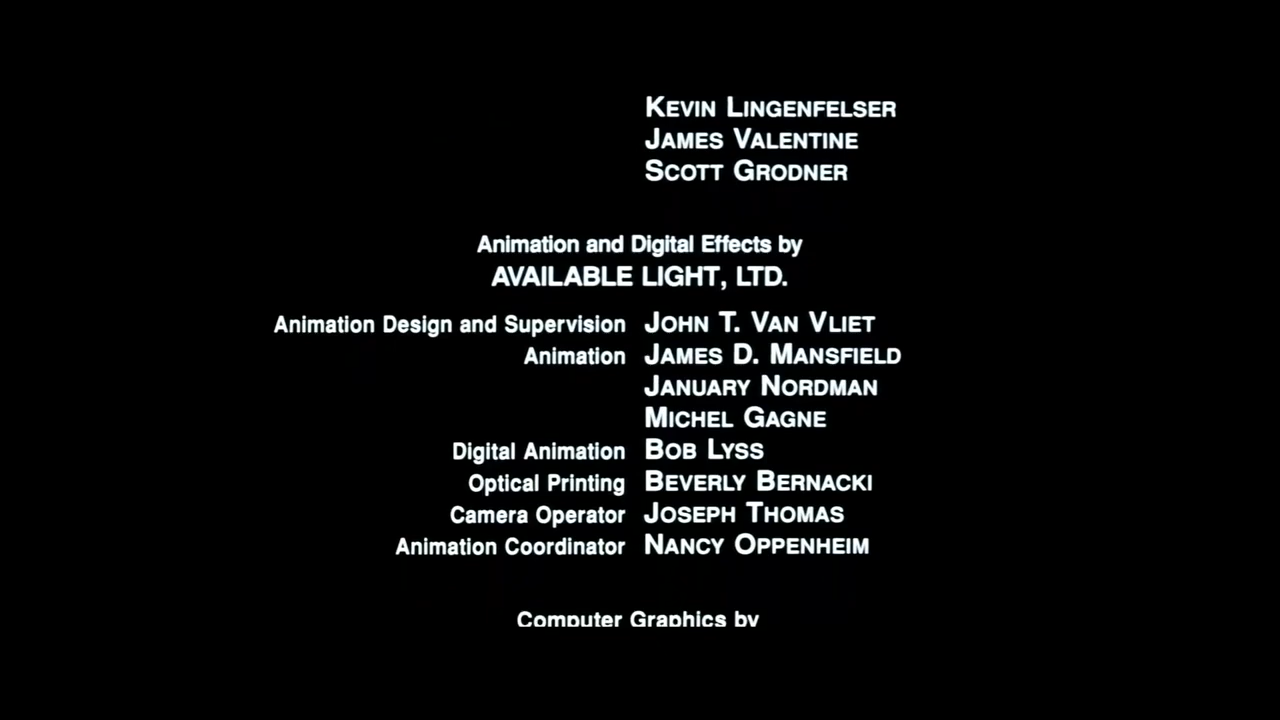 KEVIN LINGENFELSER
JAMES VALENTINE
SCOTT GRODNER
Animation and Digital Effects by
AVAILABLE LIGHT, LTD.
Animation Design and Supervision JOHN T. VAN VLIET
Animation JAMES D. MANSFIELD
JANUARY NORDMAN
MICHEL GAGNE
Digital Animation BOB LYSS
Optical Printing BEVERLY BERNACKI
Camera Operator JOSEPH THOMAS
Animation Coordinator NANCY OPPENHEIM
Computer Graphics by